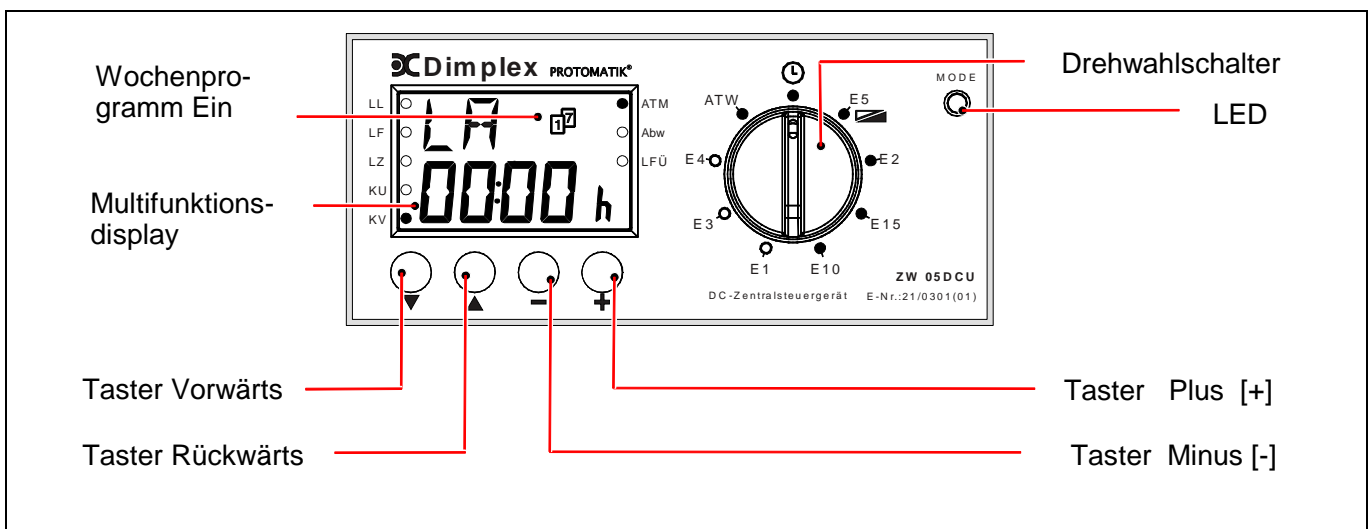 Wochenpro-
gramm Ein
Multifunktions-
display
Taster Vorwärts
Taster Rückwärts
Dimplex PROTOMATIK®
LL
LF
LZ
KU
KV
LA
17
00:00 h
ATM
Abw
LFÜ
ATW
E5
E4
E2
E3
E15
E1
E10
MODE
ZW 05DCU
DC-Zentralsteuergerät E-Nr.:21/0301(01)
Drehwahlschalter
LED
Taster Plus [+]
Taster Minus [-]